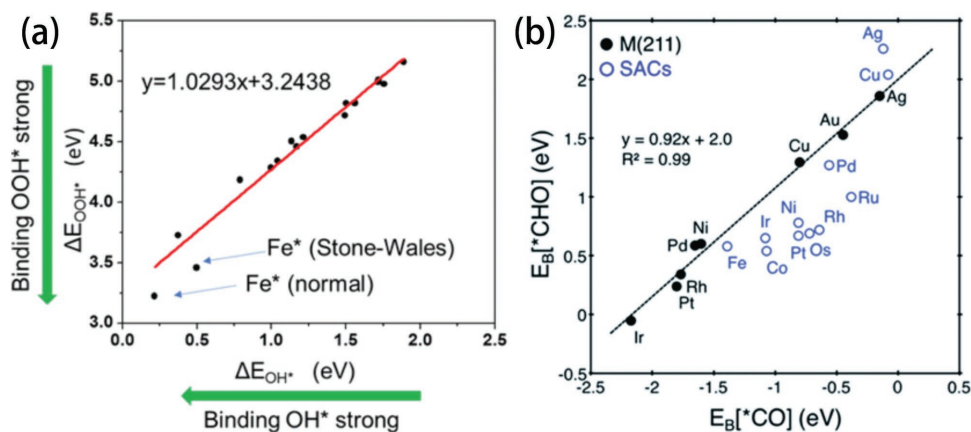 (a)
5.5
5.0
4.5
4.0
3.5
3.0
0.0
0.5
1.0
1.5
2.0
2.5
y=1.0293x+3.2438
Fe* (Stone-Wales)
Fe* (normal)
Binding OOH* strong
ΔE_OOH* (eV)
ΔE_OH* (eV)
Binding OH* strong
(b)
2.5
2
1.5
1
0.5
0
0.5
-2.5
-2
-1.5
-1
-0.5
0
0.5
M(211)
SACs
y = 0.92x + 2.0
R² = 0.99
Ag
Cu
Ag
Au
Cu
Pd
Ru
Ni
Rh
Ir
Ni
Pd
Fe
Co
Pt
Os
Rh
Pt
Ir
E_B[*CHO] (eV)
E_B[*CO] (eV)